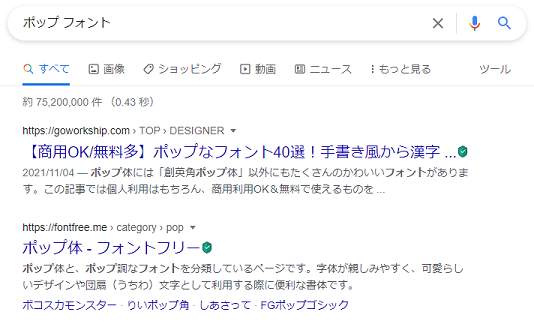 ポップ フォント
すべて 画像 ショッピング 動画 ニュース もっと見る ツール
約 75,200,000 件 （0.43 秒）
https://goworkship.com › TOP › DESIGNER
【商用OK/無料多】ポップなフォント40選！手書き風から漢字 ...
2021/11/04 — ポップ体には「創英角ポップ体」以外にもたくさんのかわいいフォントがありま
す。この記事では個人利用はもちろん、商用利用OK＆無料で使えるものを ...
https://fontfree.me › category › pop
ポップ体 - フォントフリー
ポップ体と、ポップ調なフォントを分類しているページです。字体が親しみやすく、可愛らし
いデザインや団扇（うちわ）文字として利用する際に便利な書体です。
ボコスカモンスター · りいポップ角 · しあさって · FGポップゴシック